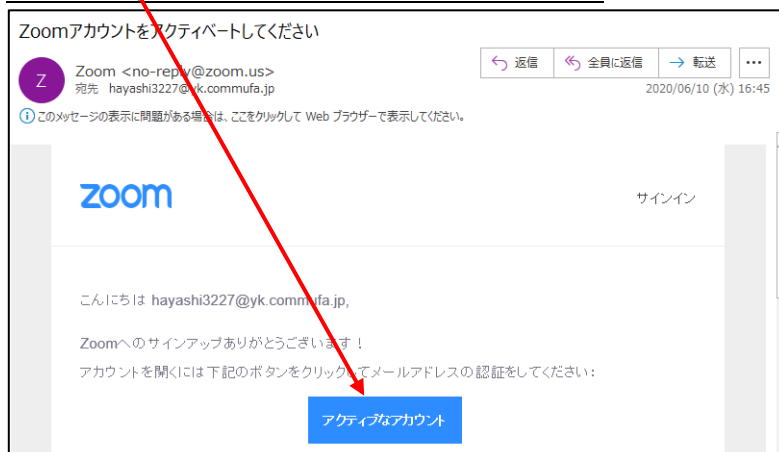 Zoomアカウントをアクティベートしてください
Z
Zoom <no-reply@zoom.us>
宛先 hayashi3227@yk.commufa.jp
返信
全員に返信
転送
...
2020/06/10 (水) 16:45
このメッセージの表示に問題がある場合は、ここをクリックして Web ブラウザーで表示してください。
zoom
サインイン
こんにちは hayashi3227@yk.commufa.jp,
Zoomへのサインアップありがとうございます!
アカウントを開くには下記のボタンをクリックしてメールアドレスの認証をしてください:
アクティブなアカウント